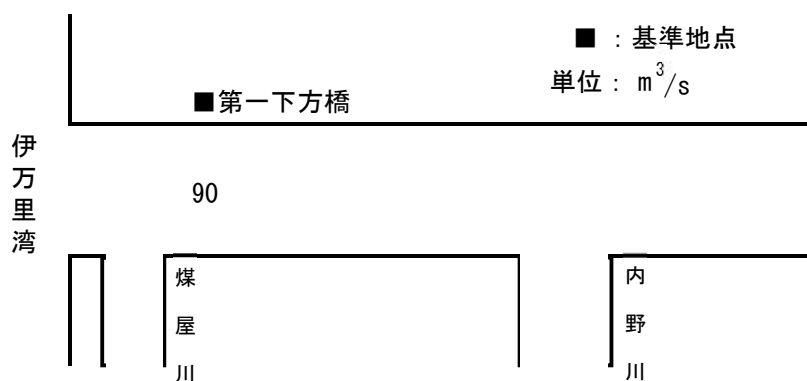 ■ : 基準地点
単位 : m³/s
■第一下方橋
伊万里湾
90
煤屋川
内野川